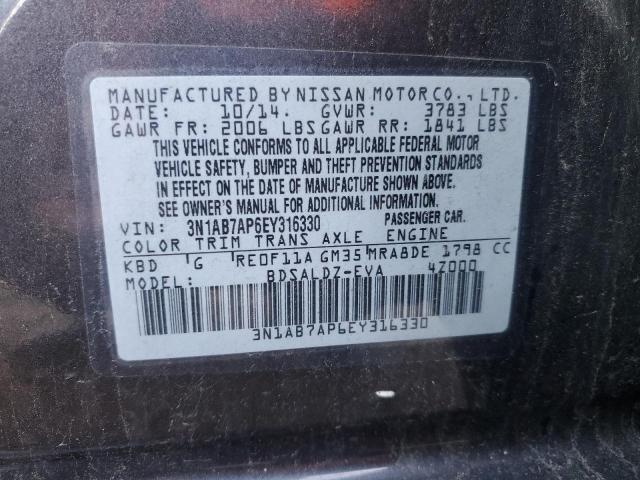 MANUFACTURED BY NISSAN MOTOR CO., LTD.
DATE: 10/14. GVWR: 3783 LBS
GAWR FR: 2006 LBS GAWR RR: 1841 LBS
THIS VEHICLE CONFORMS TO ALL APPLICABLE FEDERAL MOTOR
VEHICLE SAFETY, BUMPER AND THEFT PREVENTION STANDARDS
IN EFFECT ON THE DATE OF MANUFACTURE SHOWN ABOVE.
SEE OWNER'S MANUAL FOR ADDITIONAL INFORMATION.
VIN: 3N1AB7AP6EY316330 PASSENGER CAR.
COLOR TRIM TRANS AXLE ENGINE
KBD 'G 'RE0F11A GM35 MRA8DE 1798 CC
MODEL: BDSALDZ-EVA 4Z000
3N1AB7AP6EY316330